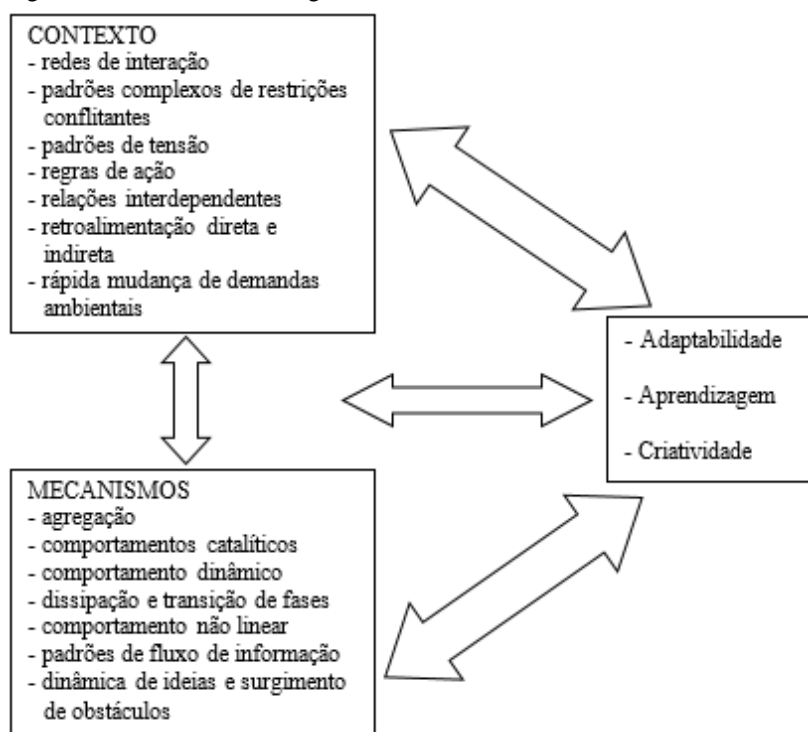 CONTEXTO
- redes de interação
- padrões complexos de restrições
conflitantes
- padrões de tensão
- regras de ação
- relações interdependentes
- retroalimentação direta e
indireta
- rápida mudança de demandas
ambientais
- Adaptabilidade
- Aprendizagem
- Criatividade
MECANISMOS
- agregação
- comportamentos catalíticos
- comportamento dinâmico
- dissipação e transição de fases
- comportamento não linear
- padrões de fluxo de informação
- dinâmica de ideias e surgimento
de obstáculos